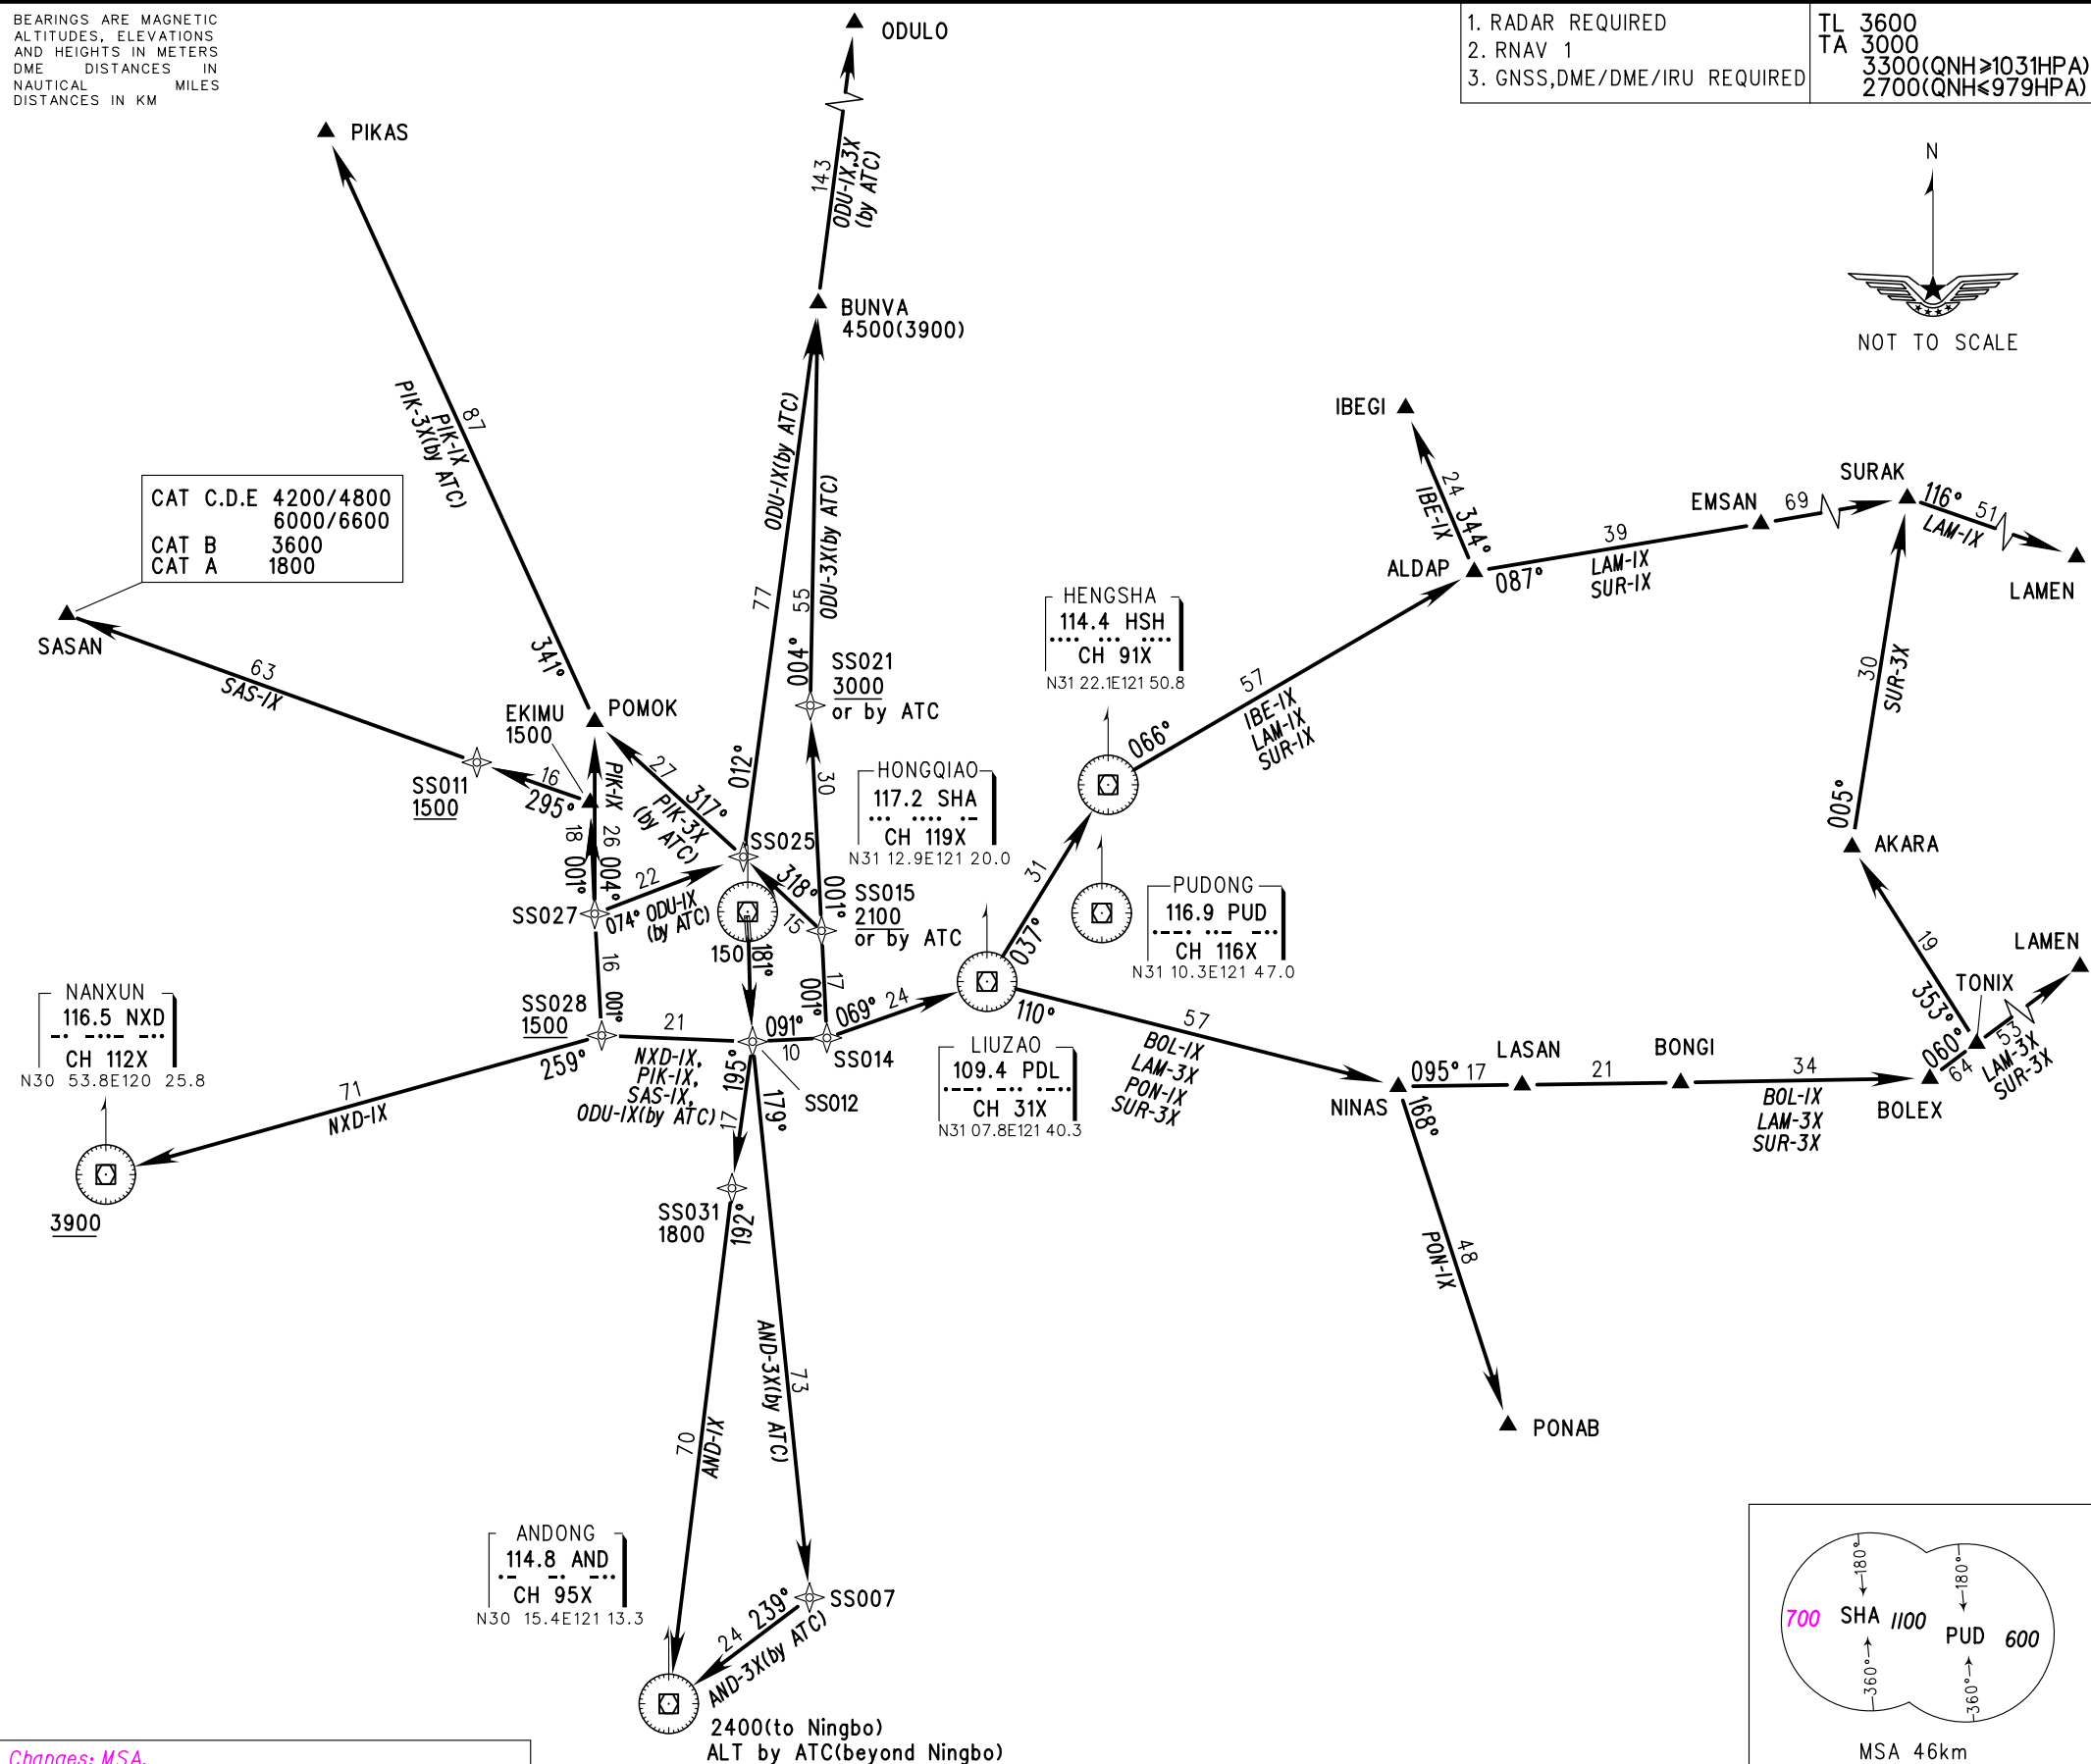 BEARINGS ARE MAGNETIC
ALTITUDES, ELEVATIONS
AND HEIGHTS IN METERS
DME DISTANCES IN
NAUTICAL MILES
DISTANCES IN KM
1. RADAR REQUIRED
2. RNAV 1
3. GNSS,DME/DME/IRU REQUIRED
TL 3600
TA 3000
3300(QNH≥1031HPA)
2700(QNH≤979HPA)
N
NOT TO SCALE
ODULO
143
ODU-1X,3X
(by ATC)
BUNVA
4500(3900)
PIKAS
87
PIK-1X
PIK-3X(by ATC)
341°
CAT C.D.E 4200/4800
6000/6600
CAT B 3600
CAT A 1800
SASAN
63
SAS-1X
EKIMU
1500
POMOK
SS011
1500
16
295°
PIK-1X
18
001°
26
004°
27
317°
PIK-3X
(by ATC)
77
ODU-1X(by ATC)
012°
55
ODU-3X(by ATC)
004°
SS021
3000
or by ATC
30
001°
HONGQIAO
117.2 SHA
CH 119X
N31 12.9E121 20.0
SS025
318°
15
SS015
2100
or by ATC
SS027
22
074° ODU-1X
(by ATC)
150
181°
17
001°
16
001°
SS028
1500
21
NXD-1X,
PIK-1X,
SAS-1X,
ODU-1X(by ATC)
091°
10
SS014
SS012
069° 24
NANXUN
116.5 NXD
CH 112X
N30 53.8E120 25.8
3900
259°
71
NXD-1X
195°
17
179°
SS031
1800
192°
70
AND-1X
73
AND-3X(by ATC)
ANDONG
114.8 AND
CH 95X
N30 15.4E121 13.3
SS007
24 239°
AND-3X(by ATC)
2400(to Ningbo)
ALT by ATC(beyond Ningbo)
HENGSHA
114.4 HSH
CH 91X
N31 22.1E121 50.8
PUDONG
116.9 PUD
CH 116X
N31 10.3E121 47.0
31
037°
LIUZAO
109.4 PDL
CH 31X
N31 07.8E121 40.3
066°
57
IBE-1X
LAM-1X
SUR-1X
IBEGI
24 344°
IBE-1X
ALDAP
087°
39
LAM-1X
SUR-1X
EMSAN
69
SURAK
116°
51
LAM-1X
LAMEN
30
SUR-3X
005°
AKARA
19
353°
TONIX
LAMEN
53
LAM-3X
SUR-3X
060°
64
110°
57
BOL-1X
LAM-3X
PON-1X
SUR-3X
NINAS
095° 17
LASAN
21
BONGI
34
BOL-1X
LAM-3X
SUR-3X
BOLEX
168°
48
PON-1X
PONAB
180°
180°
700 SHA 1100 PUD 600
360°
360°
MSA 46km
Changes: MSA.